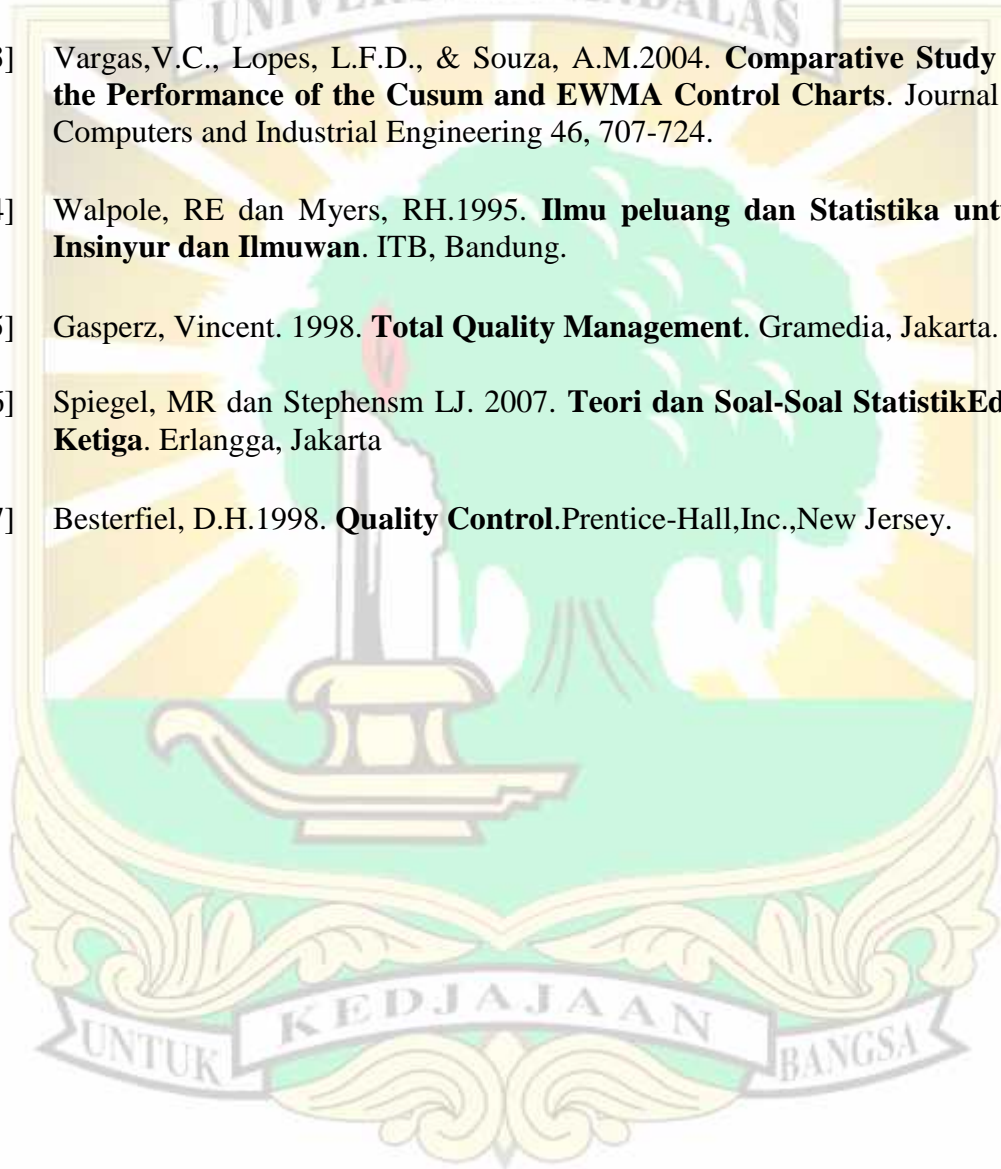 3] Vargas,V.C., Lopes, L.F.D., & Souza, A.M.2004. Comparative Study
the Performance of the Cusum and EWMA Control Charts. Journal
Computers and Industrial Engineering 46, 707-724.
4] Walpole, RE dan Myers, RH.1995. Ilmu peluang dan Statistika unt
Insinyur dan Ilmuwan. ITB, Bandung.
5] Gasperz, Vincent. 1998. Total Quality Management. Gramedia, Jakarta.
6] Spiegel, MR dan Stephensm LJ. 2007. Teori dan Soal-Soal StatistikEd
Ketiga. Erlangga, Jakarta
7] Besterfiel, D.H.1998. Quality Control.Prentice-Hall,Inc.,New Jersey.
UNTUK KEDJAJAAN BANGSA